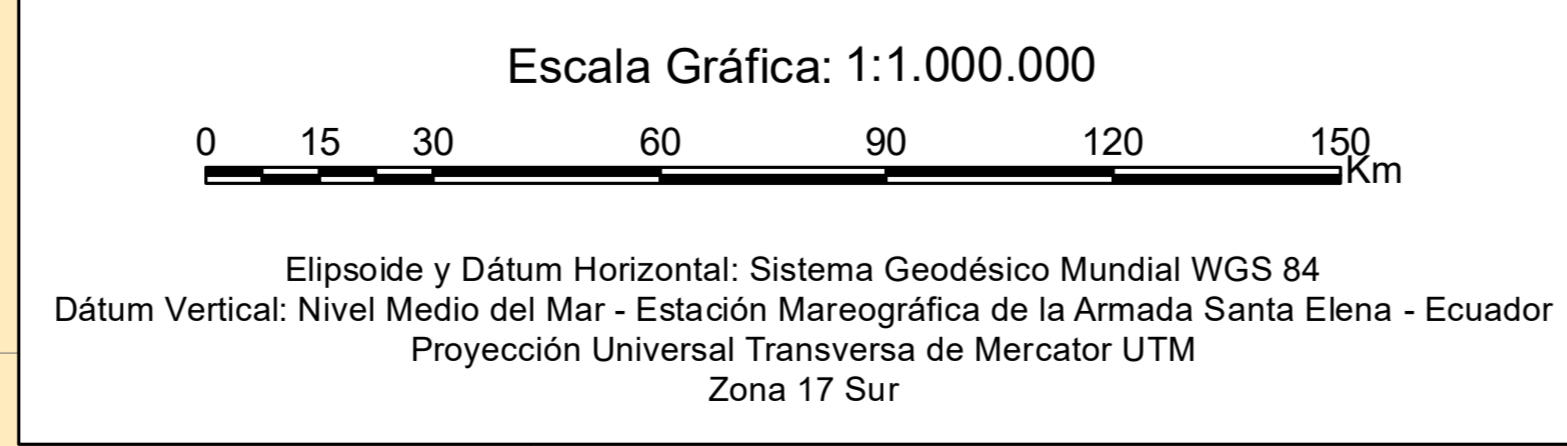 Escala Gráfica: 1:1.000.000
0 15 30 60 90 120 150
Km
Elipsoide y Dátum Horizontal: Sistema Geodésico Mundial WGS 84
Dátum Vertical: Nivel Medio del Mar - Estación Mareográfica de la Armada Santa Elena - Ecuador
Proyección Universal Transversa de Mercator UTM
Zona 17 Sur